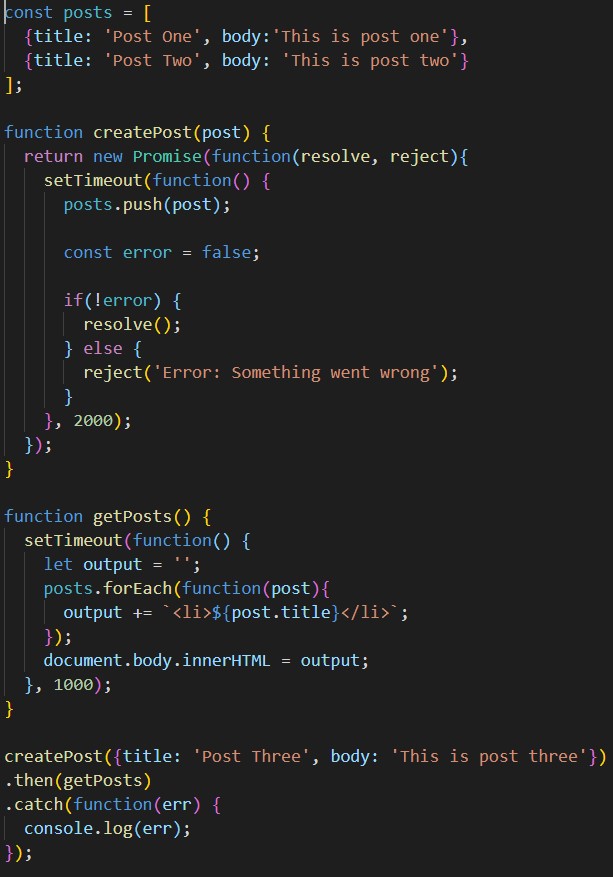 const posts = [
  {title: 'Post One', body:'This is post one'},
  {title: 'Post Two', body: 'This is post two'}
];

function createPost(post) {
  return new Promise(function(resolve, reject){
    setTimeout(function() {
      posts.push(post);

      const error = false;

      if(!error) {
        resolve();
      } else {
        reject('Error: Something went wrong');
      }
    }, 2000);
  });
}

function getPosts() {
  setTimeout(function() {
    let output = '';
    posts.forEach(function(post){
      output += `<li>${post.title}</li>`;
    });
    document.body.innerHTML = output;
  }, 1000);
}

createPost({title: 'Post Three', body: 'This is post three'})
.then(getPosts)
.catch(function(err) {
  console.log(err);
});